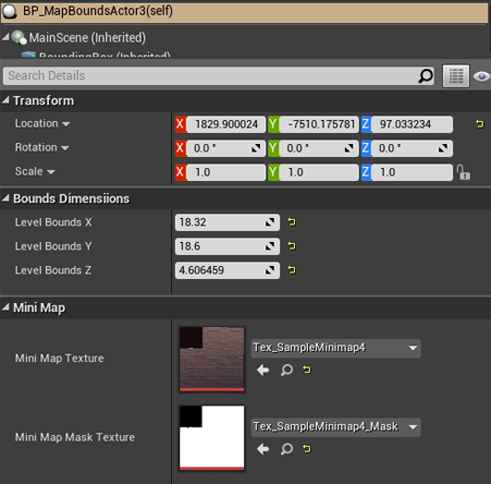 BP_MapBoundsActor3(self)
MainScene (Inherited)
BoundingBox (Inherited)
Search Details
Transform
Location X 1829.900024 Y -7510.175781 Z 97.033234
Rotation 0.0 ° 0.0 ° 0.0 °
Scale X 1.0 Y 1.0 Z 1.0
Bounds Dimensiions
Level Bounds X 18.32
Level Bounds Y 18.6
Level Bounds Z 4.606459
Mini Map
Mini Map Texture Tex_SampleMinimap4
Mini Map Mask Texture Tex_SampleMinimap4_Mask